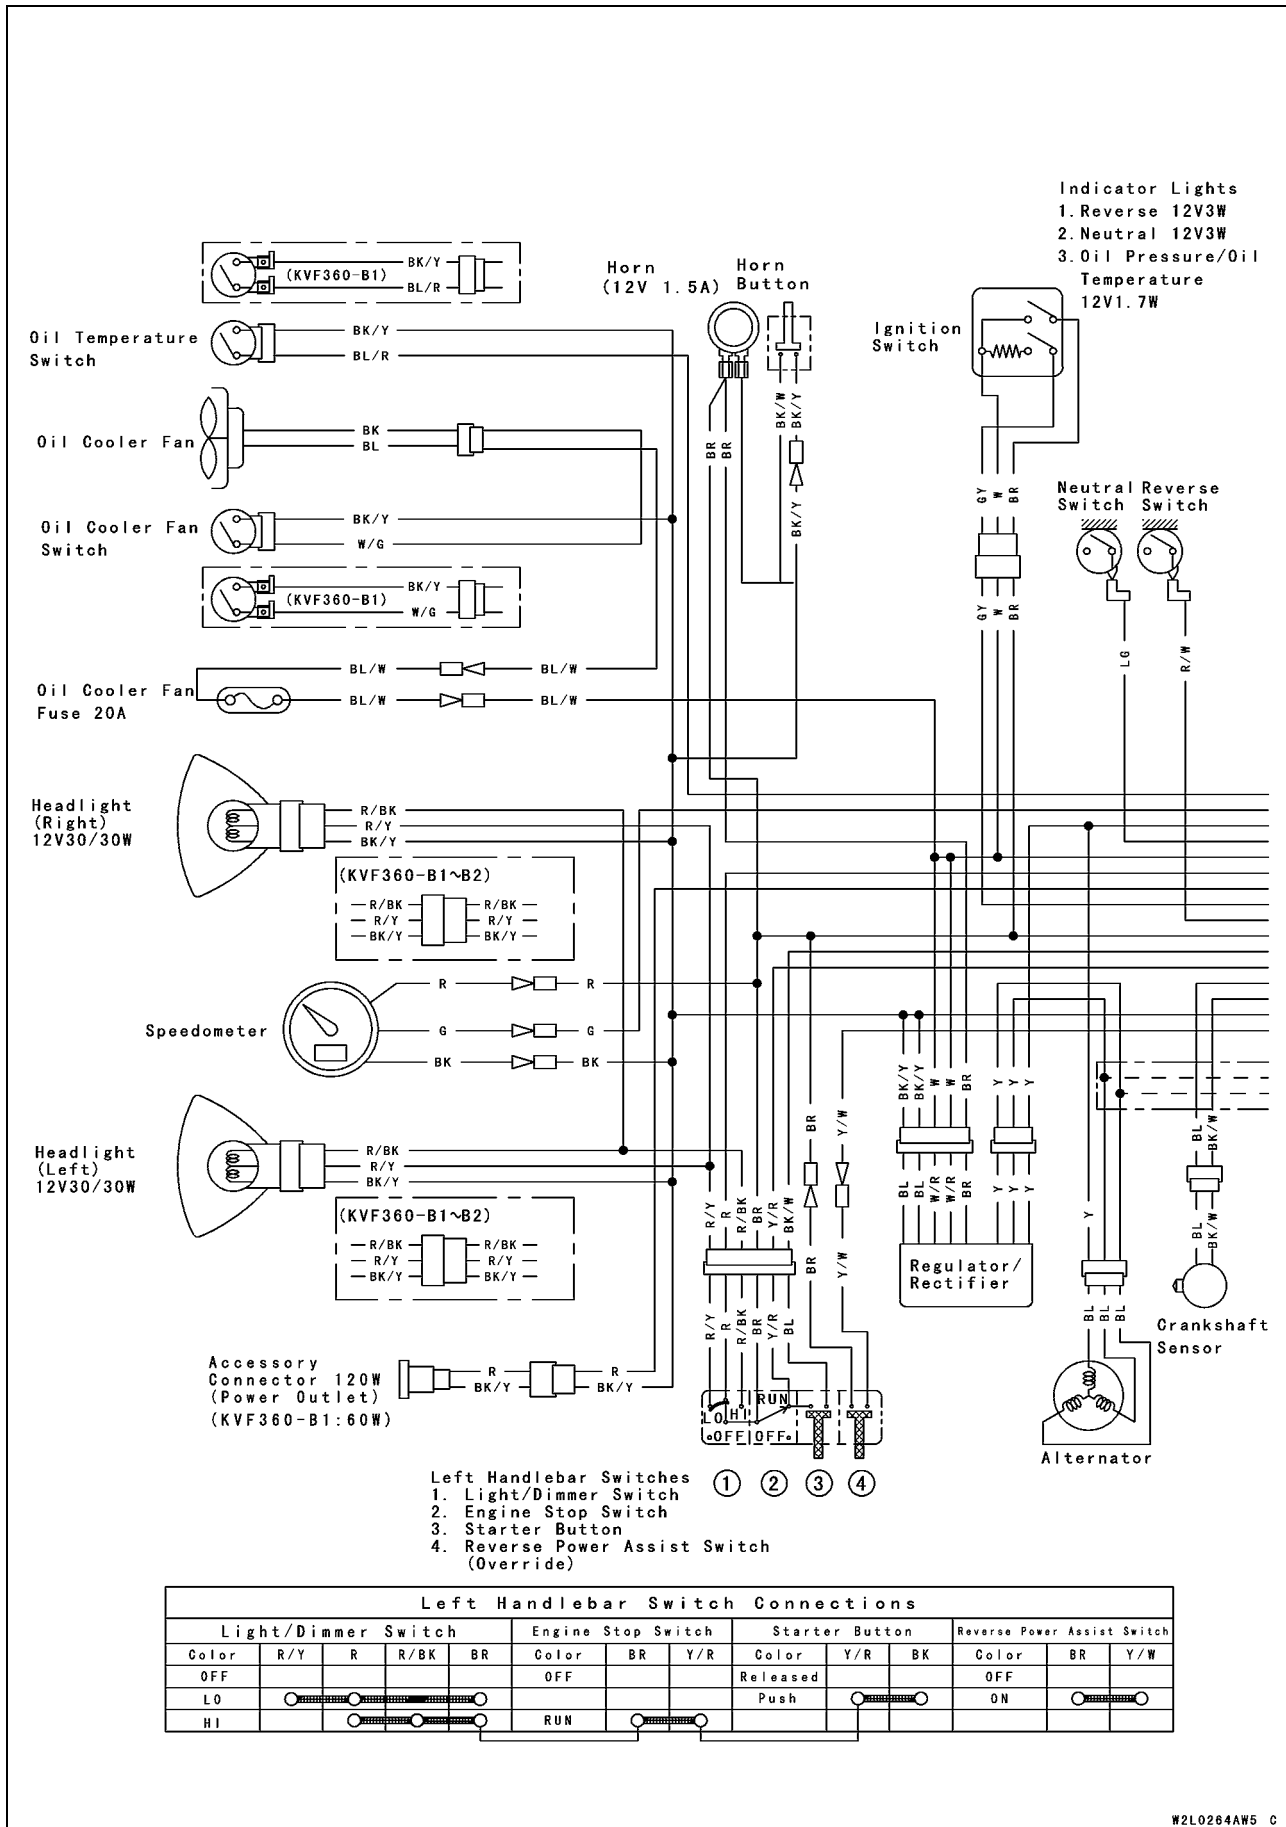 Indicator Lights
1.Reverse 12V3W
2.Neutral 12V3W
3.Oil Pressure/Oil
Temperature
12V1.7W
Horn
(12V 1.5A)
Horn
Button
Ignition
Switch
(KVF360-B1)
BK/Y
BL/R
Oil Temperature
Switch
BK/Y
BL/R
BK/W
BK/Y
BR
BR
BK/Y
Oil Cooler Fan
BK
BL
GY
W
BR
Neutral
Switch
Reverse
Switch
Oil Cooler Fan
Switch
BK/Y
W/G
(KVF360-B1)
BK/Y
W/G
GY
W
BR
LG
R/W
Oil Cooler Fan
Fuse 20A
BL/W
BL/W
BL/W
BL/W
Headlight
(Right)
12V30/30W
R/BK
R/Y
BK/Y
(KVF360-B1~B2)
R/BK
R/BK
R/Y
R/Y
BK/Y
BK/Y
Speedometer
R
R
G
G
BK
BK
BR
Y/W
BK/Y
BK/Y
W
W
BR
Y
Y
Y
BL
BK/W
Headlight
(Left)
12V30/30W
R/BK
R/Y
BK/Y
(KVF360-B1~B2)
R/BK
R/BK
R/Y
R/Y
BK/Y
BK/Y
R/Y
R
R/BK
BR
Y/R
BK/W
BR
Y/W
BL
BL
W/R
W/R
BR
Y
Y
Y
Y
BL
BK/W
Regulator/
Rectifier
R/Y
R
R/BK
BR
Y/R
BL
BL
BL
BL
Crankshaft
Sensor
Accessory
Connector 120W
(Power Outlet)
(KVF360-B1:60W)
R
R
BK/Y
BK/Y
LO
HI
OFF
RUN
OFF
Alternator
1
2
3
4
Left Handlebar Switches
1. Light/Dimmer Switch
2. Engine Stop Switch
3. Starter Button
4. Reverse Power Assist Switch
(Override)
Left Handlebar Switch Connections
Light/Dimmer Switch Engine Stop Switch Starter Button Reverse Power Assist Switch
Color R/Y R R/BK BR Color BR Y/R Color Y/R BK Color BR Y/W
OFF OFF Released OFF
LO Push ON
HI RUN
W2L0264AW5 C